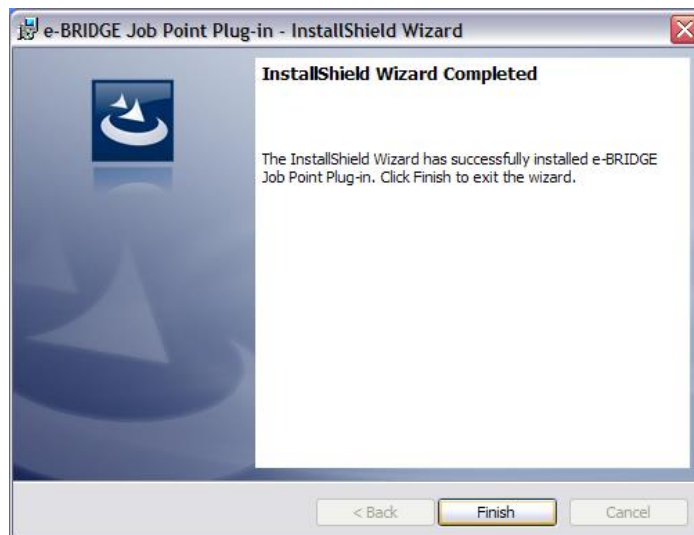 e-BRIDGE Job Point Plug-in - InstallShield Wizard
InstallShield Wizard Completed
The InstallShield Wizard has successfully installed e-BRIDGE
Job Point Plug-in. Click Finish to exit the wizard.
< Back
Finish
Cancel